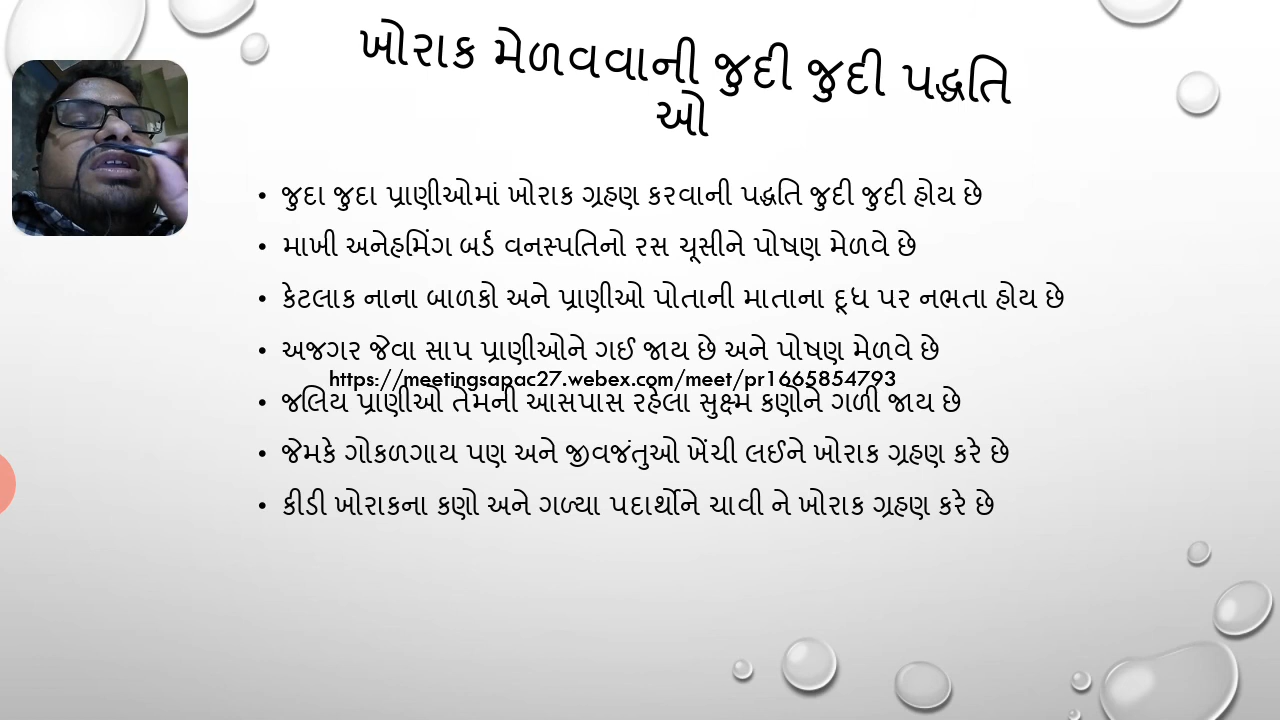 ખોરાક મેળવવાની જુદી જુદી પદ્ધતિ
ઓ
• જુદા જુદા પ્રાણીઓમાં ખોરાક ગ્રહણ કરવાની પદ્ધતિ જુદી જુદી હોય છે
• માખી અનેહમિંગ બર્ડ વનસ્પતિનો રસ ચૂસીને પોષણ મેળવે છે
• કેટલાક નાના બાળકો અને પ્રાણીઓ પોતાની માતાના દૂધ પર નભતા હોય છે
• અજગર જેવા સાપ પ્રાણીઓને ગઈ જાય છે અને પોષણ મેળવે છે
https://meetingsapac27.webex.com/meet/pr1665854793
• જલિય પ્રાણીઓ તેમની આસપાસ રહેલા સુક્ષ્મ કણોને ગળી જાય છે
• જેમકે ગોકળગાય પણ અને જીવજંતુઓ ખેંચી લઈને ખોરાક ગ્રહણ કરે છે
• કીડી ખોરાકના કણો અને ગળ્યા પદાર્થોને ચાવી ને ખોરાક ગ્રહણ કરે છે